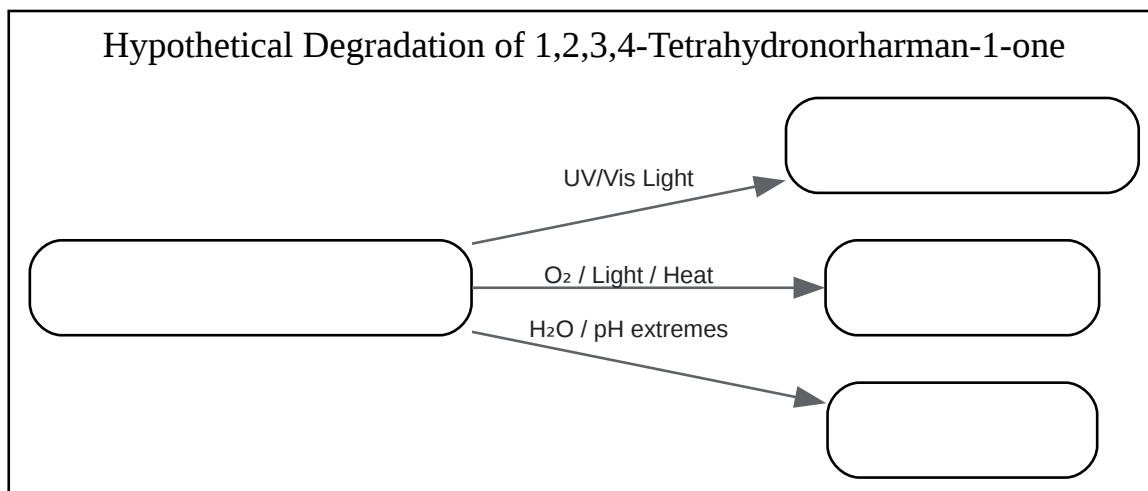 Hypothetical Degradation of 1,2,3,4-Tetrahydronorharman-1-one
UV/Vis Light
O₂ / Light / Heat
H₂O / pH extremes